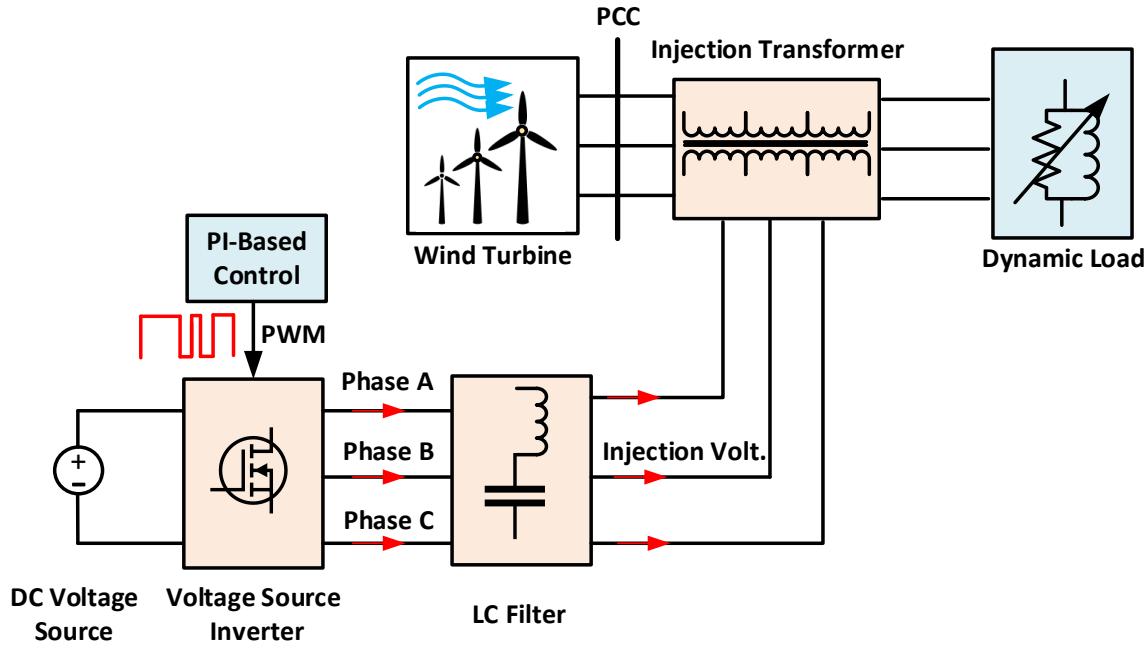 PCC
Injection Transformer
Wind Turbine
Dynamic Load
PI-Based
Control
PWM
Phase A
Phase B
Injection Volt.
Phase C
+
-
DC Voltage
Source
Voltage Source
Inverter
LC Filter